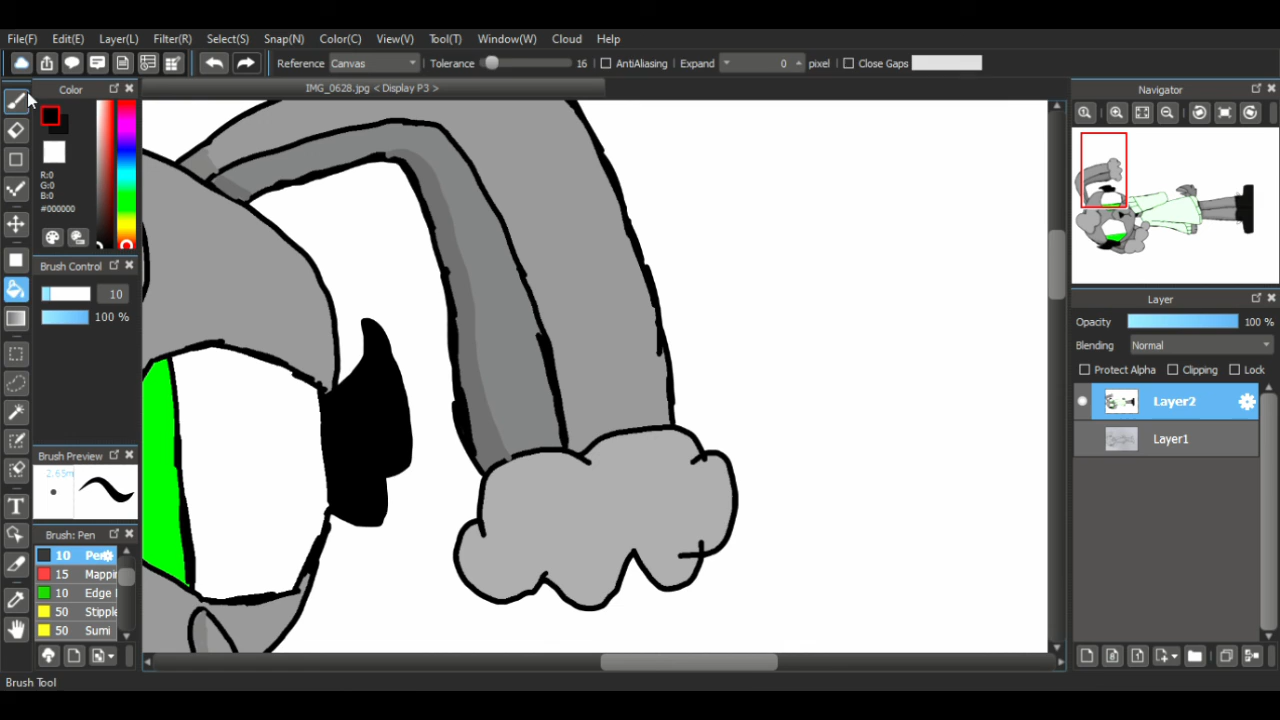 File(F) Edit(E) Layer(L) Filter(R) Select(S) Snap(N) Color(C) View(V) Tool(T) Window(W) Cloud Help
Reference Canvas Tolerance 16 AntiAliasing Expand 0 pixel Close Gaps
Color
IMG_0628.jpg < Display P3 >
Navigator
R:0
G:0
B:0
#000000
Brush Control
10
100 %
Layer
Opacity 100 %
Blending Normal
Protect Alpha Clipping Lock
Layer2
Layer1
Brush Preview
Brush: Pen
10 Pen
15 Mappin
10 Edge
50 Stipple
50 Sumi
Brush Tool